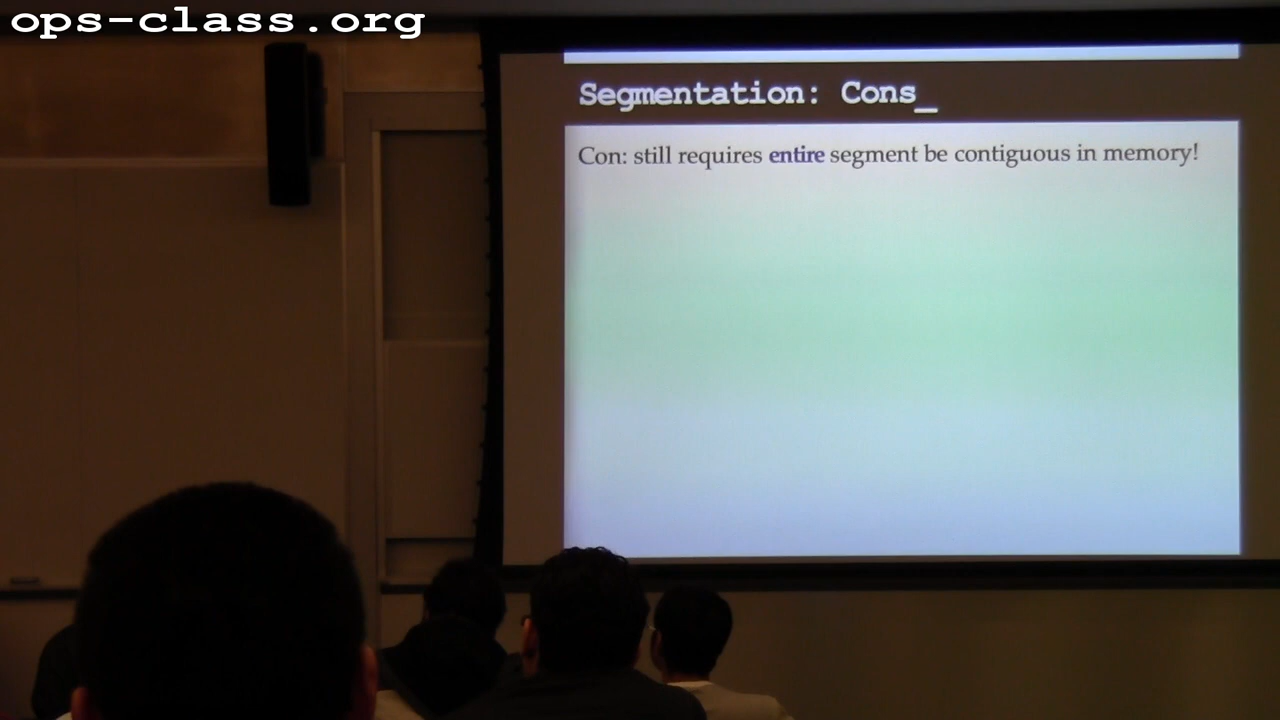 ops-class.org
Segmentation: Cons_
Con: still requires entire segment be contiguous in memory!